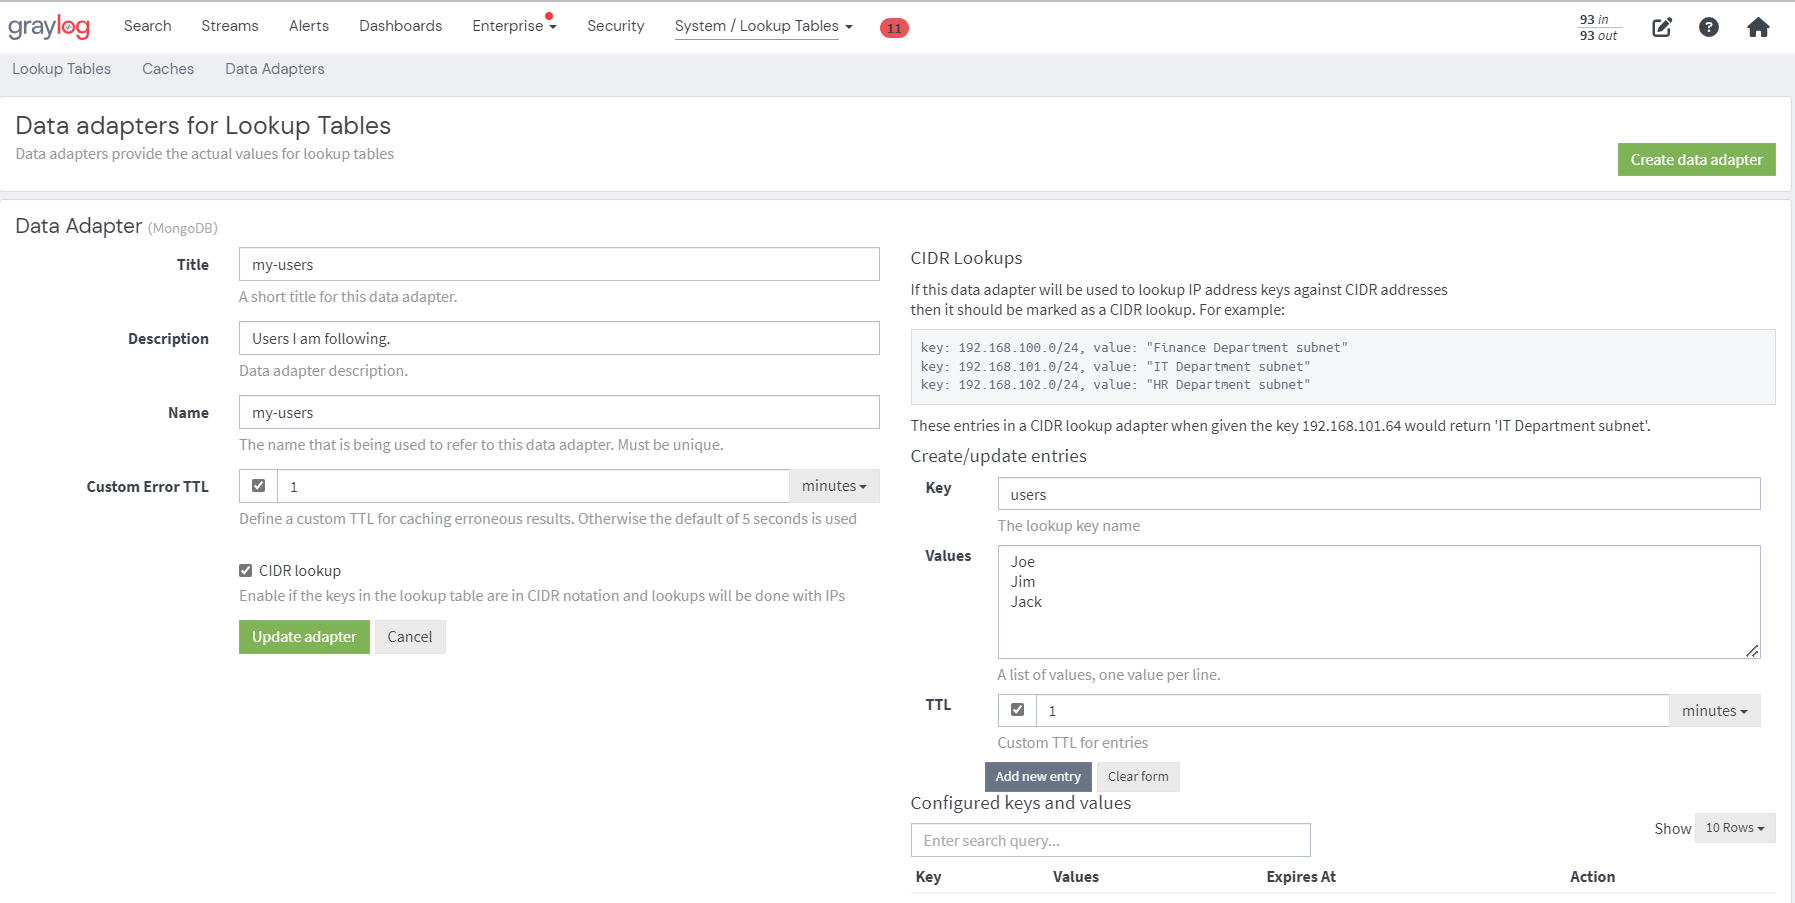 graylog Search Streams Alerts Dashboards Enterprise Security System / Lookup Tables 11 93 in
93 out
Lookup Tables Caches Data Adapters
Data adapters for Lookup Tables
Data adapters provide the actual values for lookup tables
Create data adapter
Data Adapter (MongoDB)
Title my-users
A short title for this data adapter.
Description Users I am following.
Data adapter description.
Name my-users
The name that is being used to refer to this data adapter. Must be unique.
Custom Error TTL 1 minutes
Define a custom TTL for caching erroneous results. Otherwise the default of 5 seconds is used
CIDR lookup
Enable if the keys in the lookup table are in CIDR notation and lookups will be done with IPs
Update adapter Cancel
CIDR Lookups
If this data adapter will be used to lookup IP address keys against CIDR addresses
then it should be marked as a CIDR lookup. For example:
key: 192.168.100.0/24, value: "Finance Department subnet"
key: 192.168.101.0/24, value: "IT Department subnet"
key: 192.168.102.0/24, value: "HR Department subnet"
These entries in a CIDR lookup adapter when given the key 192.168.101.64 would return 'IT Department subnet'.
Create/update entries
Key users
The lookup key name
Values Joe
Jim
Jack
A list of values, one value per line.
TTL 1 minutes
Custom TTL for entries
Add new entry Clear form
Configured keys and values
Enter search query... Show 10 Rows
Key Values Expires At Action